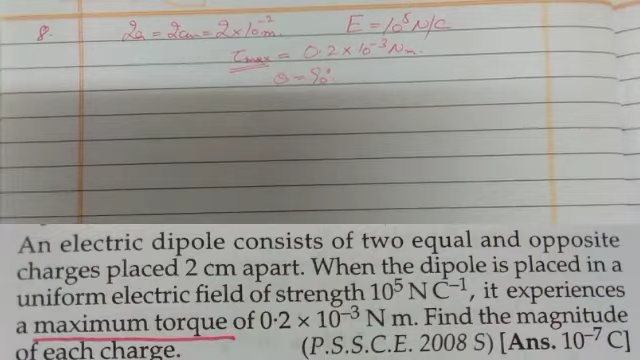 8. 2a = 2cm = 2×10⁻²m. E = 10⁵ N/C
τmax = 0.2×10⁻³ Nm.
θ = 90°
An electric dipole consists of two equal and opposite
charges placed 2 cm apart. When the dipole is placed in a
uniform electric field of strength 10⁵ N C⁻¹, it experiences
a maximum torque of 0·2 × 10⁻³ N m. Find the magnitude
of each charge. (P.S.S.C.E. 2008 S) [Ans. 10⁻⁷ C]